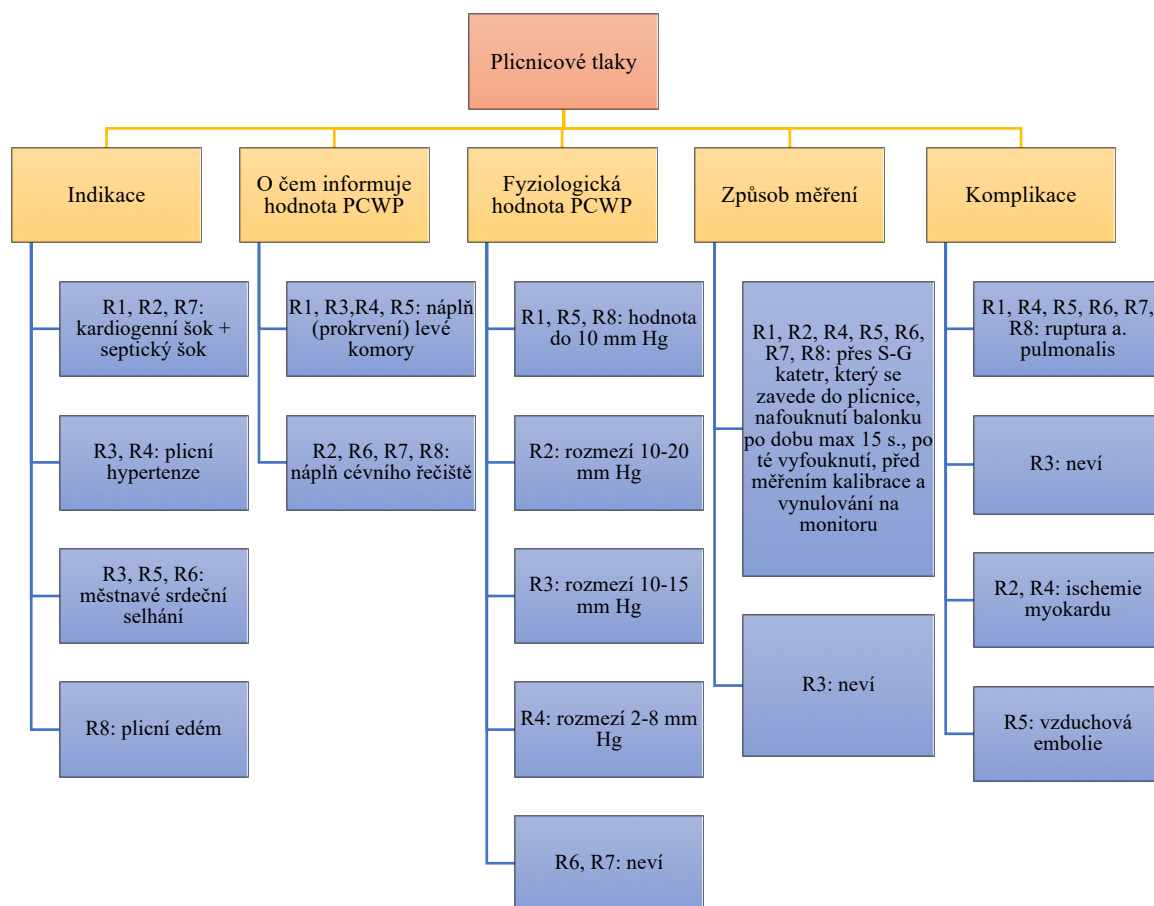 Plicnicové tlaky
Indikace
R1, R2, R7:
kardiogenní šok +
septický šok
R3, R4: plicní
hypertenze
R3, R5, R6:
městnavé srdeční
selhání
R8: plicní edém
O čem informuje
hodnota PCWP
R1, R3,R4, R5: náplň
(prokrvení) levé
komory
R2, R6, R7, R8:
náplň cévního řečiště
Fyziologická
hodnota PCWP
R1, R5, R8: hodnota
do 10 mm Hg
R2: rozmezí 10-20
mm Hg
R3: rozmezí 10-15
mm Hg
R4: rozmezí 2-8 mm
Hg
R6, R7: neví
Způsob měření
R1, R2, R4, R5, R6,
R7, R8: přes S-G
katetr, který se
zavede do plicnice,
nafouknutí balonku
po dobu max 15 s., po
té vyfouknutí, před
měřením kalibrace a
vynulování na
monitoru
R3: neví
Komplikace
R1, R4, R5, R6, R7,
R8: ruptura a.
pulmonalis
R3: neví
R2, R4: ischemie
myokardu
R5: vzduchová
embolie